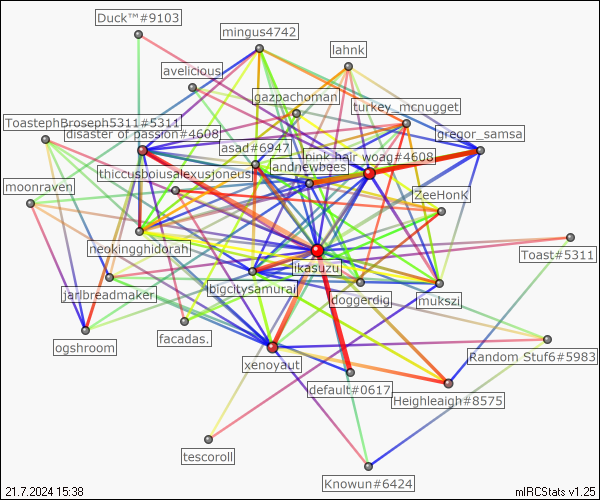 Duck™#9103
mingus4742
lahnk
avelicious
gazpachoman
turkey_mcnugget
ToastephBroseph5311#5311
disaster of passion#4608
gregor_samsa
asad#6947
pink hair woag#4608
andnewbees
thiccusboiusalexusjoneus
moonraven
ZeeHonk
neokingghidorah
Toast#5311
ikasuzu
bigcitysamurai
jarlbreadmaker
doggerdig
mukszi
facadas.
ogshroom
Random Stuf6#5983
xenoyaut
default#0617
Heighleaigh#8575
tescoroll
Knowun#6424
21.7.2024 15:38
mIRCStats v1.25